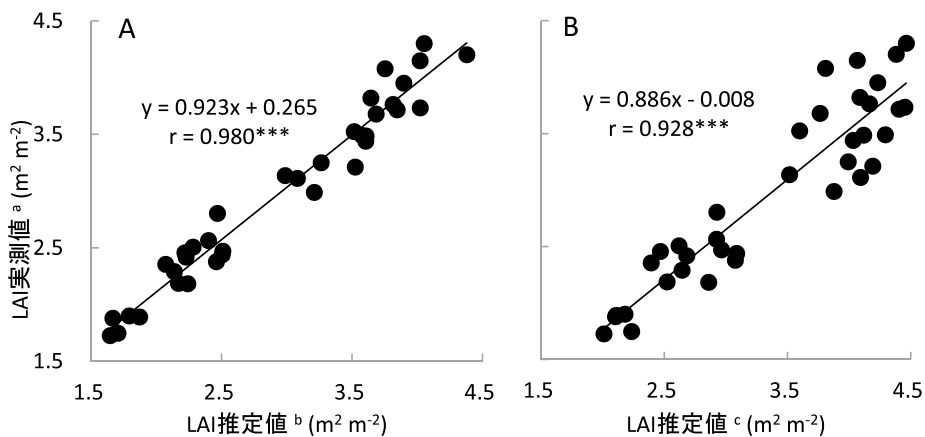 A
B
4.5
3.5
2.5
1.5
y = 0.923x + 0.265
r = 0.980***
y = 0.886x - 0.008
r = 0.928***
LAI実測値 ᵃ (m² m⁻²)
1.5 2.5 3.5 4.5
1.5 2.5 3.5 4.5
LAI推定値 ᵇ (m² m⁻²)
LAI推定値 ᶜ (m² m⁻²)